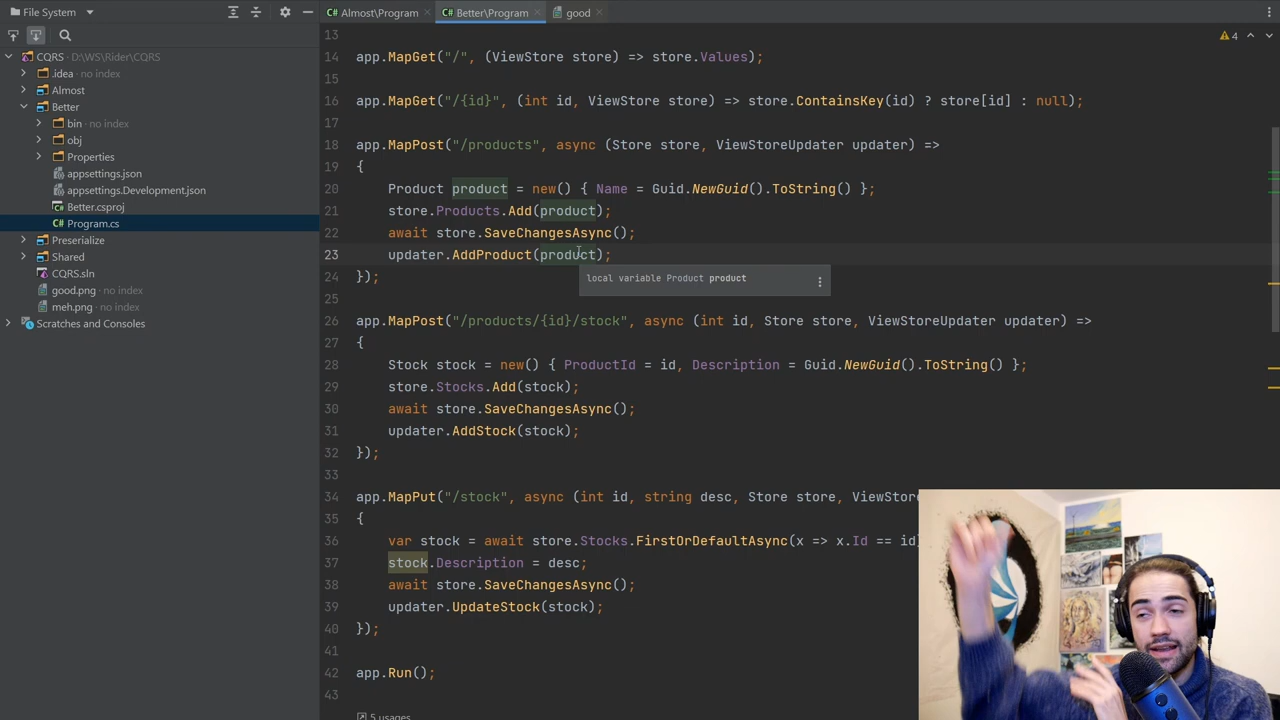 File System
Almost\Program
Better\Program
good
CQRS D:\WS\Rider\CQRS
.idea no index
Almost
Better
bin no index
obj
Properties
appsettings.json
appsettings.Development.json
Better.csproj
C# Program.cs
Preserialize
Shared
CQRS.sln
good.png
meh.png
Scratches and Consoles
4
13
14 app.MapGet("/", (ViewStore store) => store.Values);
15
16 app.MapGet("/{id}", (int id, ViewStore store) => store.ContainsKey(id) ? store[id] : null);
17
18 app.MapPost("/products", async (Store store, ViewStoreUpdater updater) =>
19 {
20 Product product = new() { Name = Guid.NewGuid().ToString() };
21 store.Products.Add(product);
22 await store.SaveChangesAsync();
23 updater.AddProduct(product);
24 });
local variable Product product
25
26 app.MapPost("/products/{id}/stock", async (int id, Store store, ViewStoreUpdater updater) =>
27 {
28 Stock stock = new() { ProductId = id, Description = Guid.NewGuid().ToString() };
29 store.Stocks.Add(stock);
30 await store.SaveChangesAsync();
31 updater.AddStock(stock);
32 });
33
34 app.MapPut("/stock", async (int id, string desc, Store store, ViewS
35 {
36 var stock = await store.Stocks.FirstOrDefaultAsync(x => x.Id == id)
37 stock.Description = desc;
38 await store.SaveChangesAsync();
39 updater.UpdateStock(stock);
40 });
41
42 app.Run();
43
5 usages